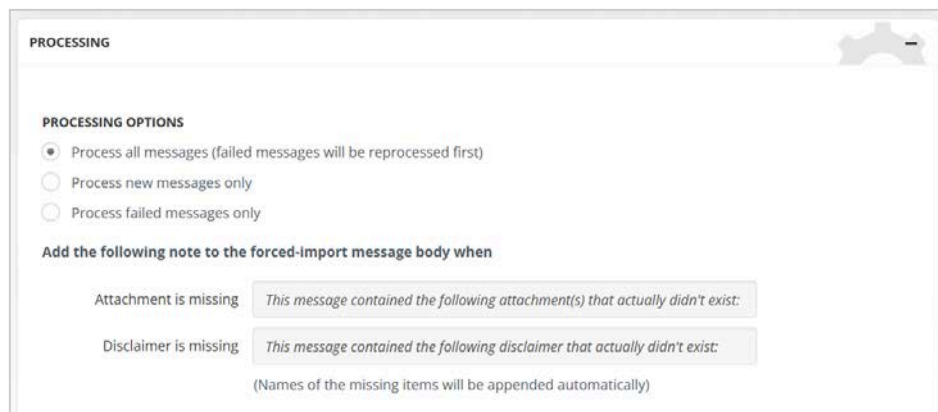 PROCESSING
PROCESSING OPTIONS
Process all messages (failed messages will be reprocessed first)
Process new messages only
Process failed messages only
Add the following note to the forced-import message body when
Attachment is missing This message contained the following attachment(s) that actually didn't exist:
Disclaimer is missing This message contained the following disclaimer that actually didn't exist:
(Names of the missing items will be appended automatically)